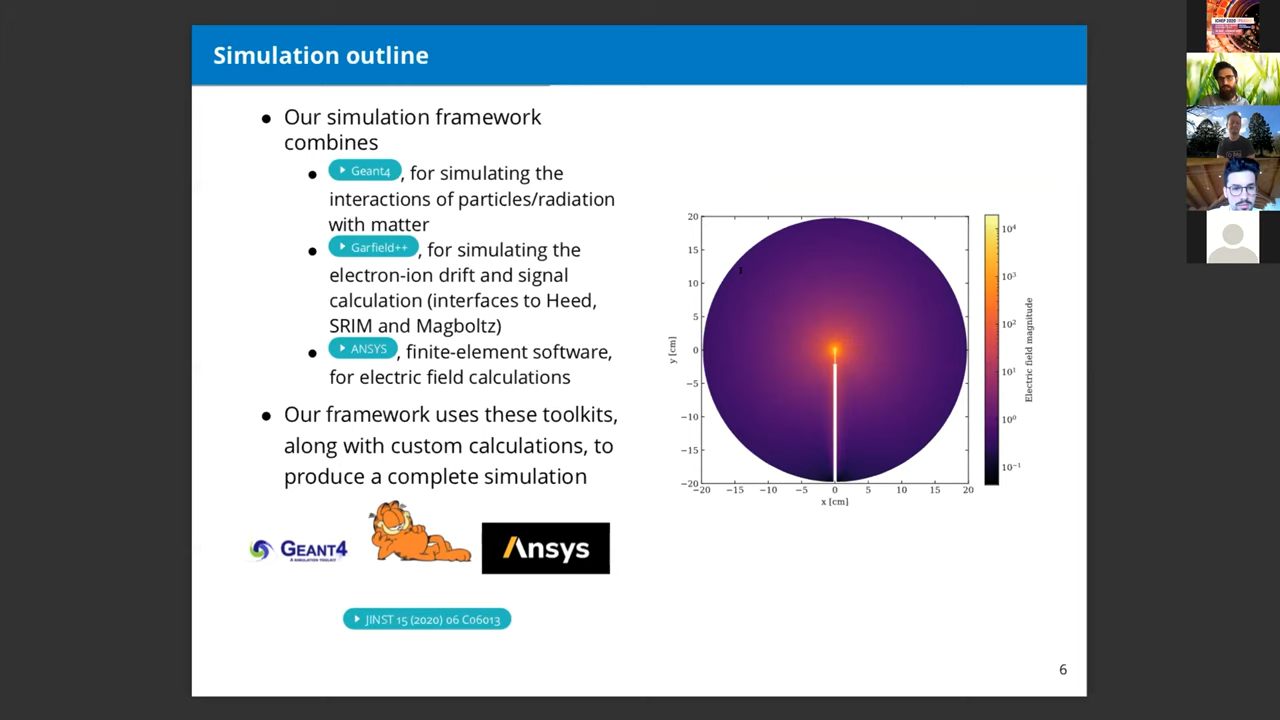 Simulation outline
● Our simulation framework
combines
● Geant4, for simulating the
interactions of particles/radiation
with matter
● Garfield++, for simulating the
electron-ion drift and signal
calculation (interfaces to Heed,
SRIM and Magboltz)
● ANSYS, finite-element software,
for electric field calculations
● Our framework uses these toolkits,
along with custom calculations, to
produce a complete simulation
GEANT4
A SIMULATION TOOLKIT
Ansys
JINST 15 (2020) 06 C06013
20
15
10
5
0
−5
−10
−15
−20
y [cm]
−20 −15 −10 −5 0 5 10 15 20
x [cm]
10⁴
10³
10²
10¹
10⁰
10⁻¹
Electric field magnitude
6
ICHEP 2020 PRAGUE